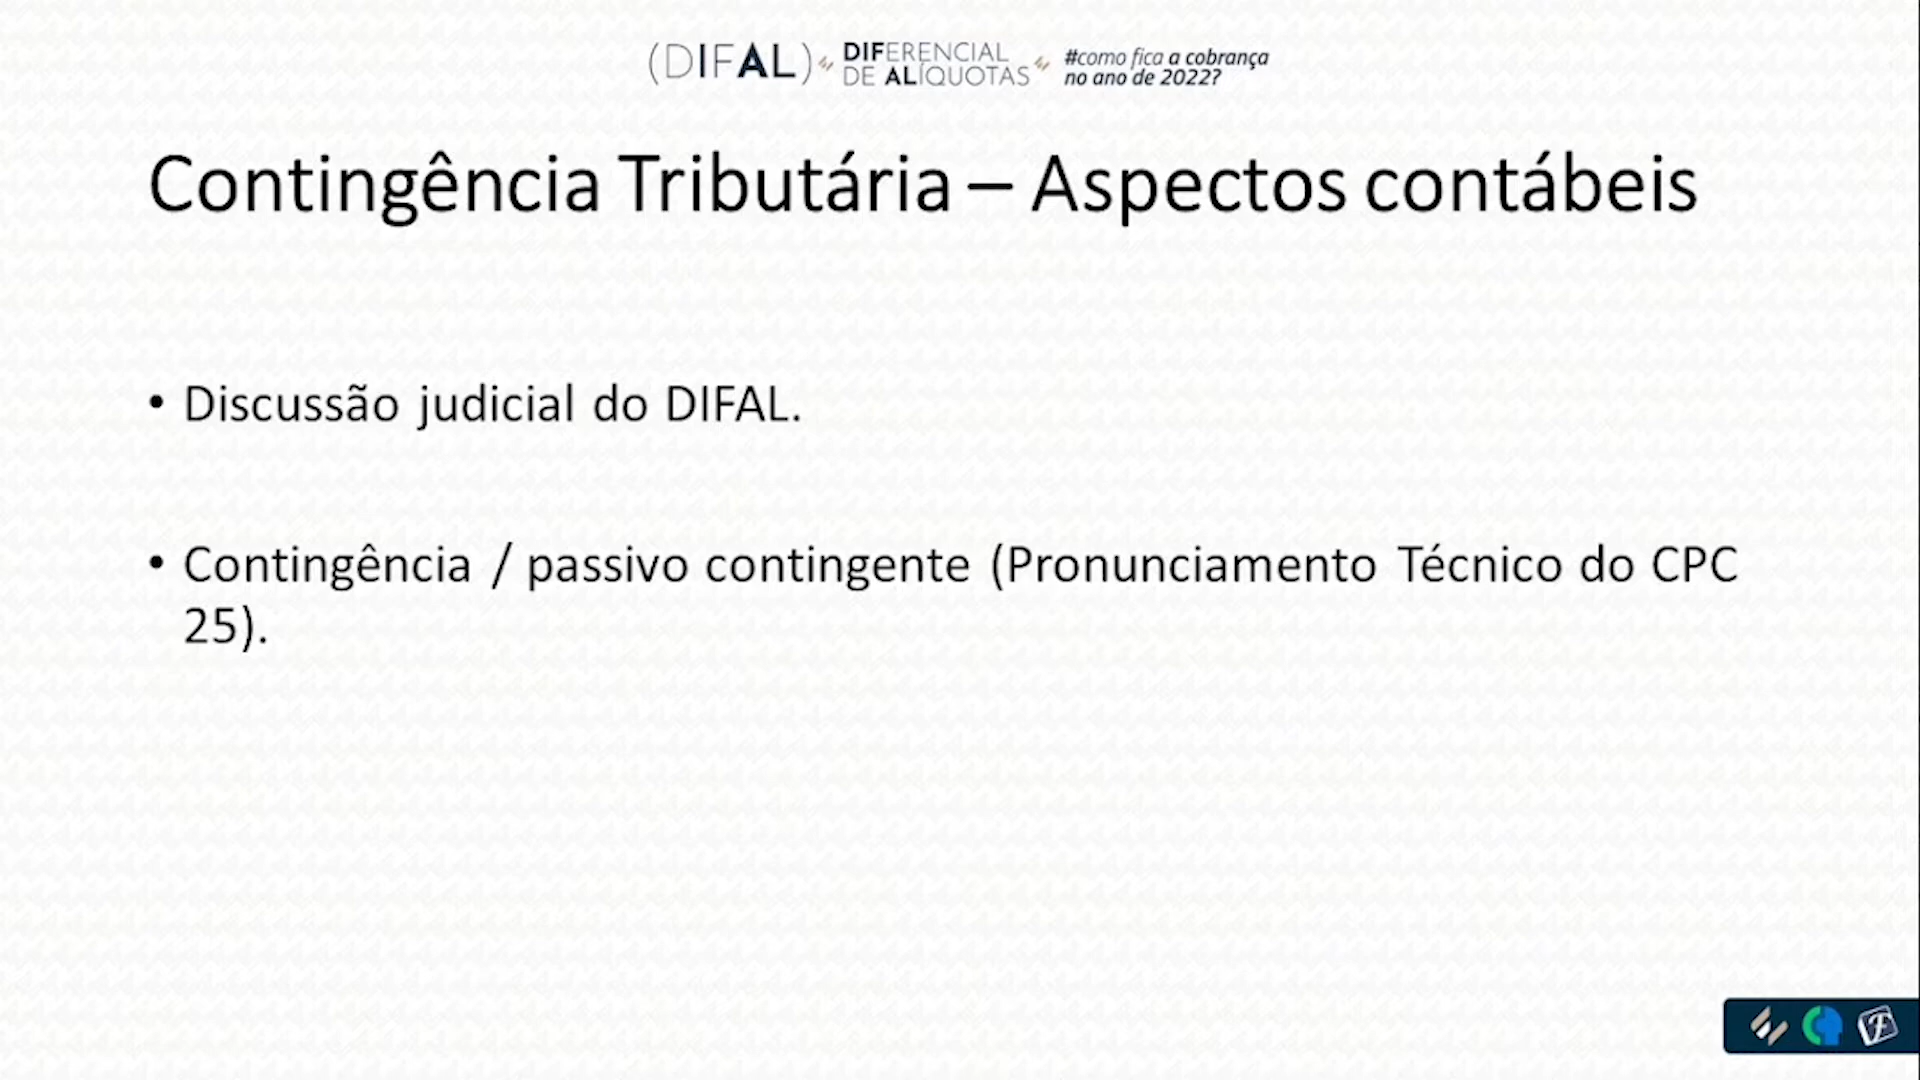 (DIFAL) DIFERENCIAL DE ALÍQUOTAS #como fica a cobrança no ano de 2022?
Contingência Tributária – Aspectos contábeis
• Discussão judicial do DIFAL.
• Contingência / passivo contingente (Pronunciamento Técnico do CPC
25).